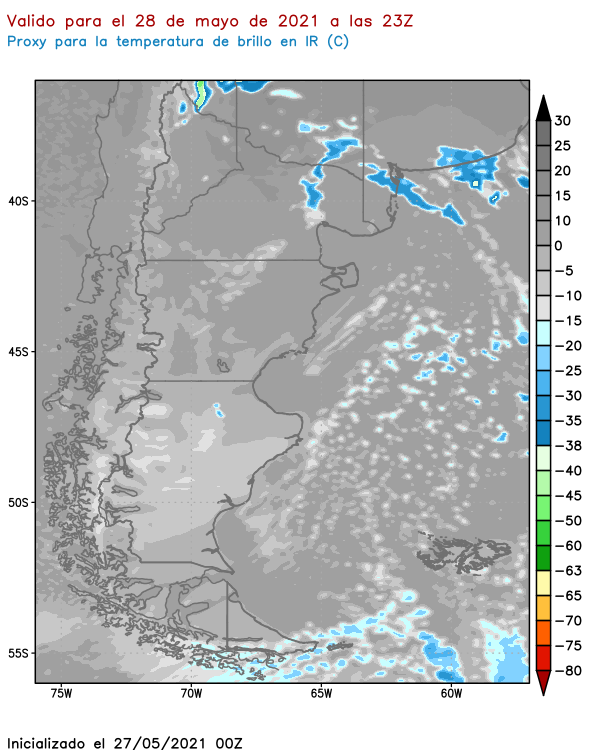 Valido para el 28 de mayo de 2021 a las 23Z
Proxy para la temperatura de brillo en IR (C)
30
25
20
15
10
0
-5
-10
-15
-20
-25
-30
-35
-38
-40
-45
-50
-60
-63
-65
-70
-75
-80
40S
45S
50S
55S
75W 70W 65W 60W
Inicializado el 27/05/2021 00Z